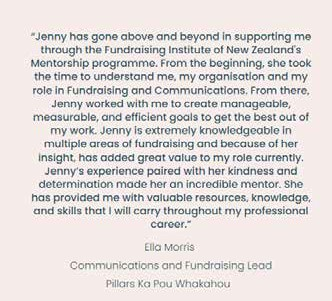 “Jenny has gone above and beyond in supporting me
through the Fundraising Institute of New Zealand's
Mentorship programme. From the beginning, she took
the time to understand me, my organisation and my
role in Fundraising and Communications. From there,
Jenny worked with me to create manageable,
measurable, and efficient goals to get the best out of
my work. Jenny is extremely knowledgeable in
multiple areas of fundraising and because of her
insight, has added great value to my role currently.
Jenny's experience paired with her kindness and
determination made her an incredible mentor. She
has provided me with valuable resources, knowledge,
and skills that I will carry throughout my professional
career.”
Ella Morris
Communications and Fundraising Lead
Pillars Ka Pou Whakahou